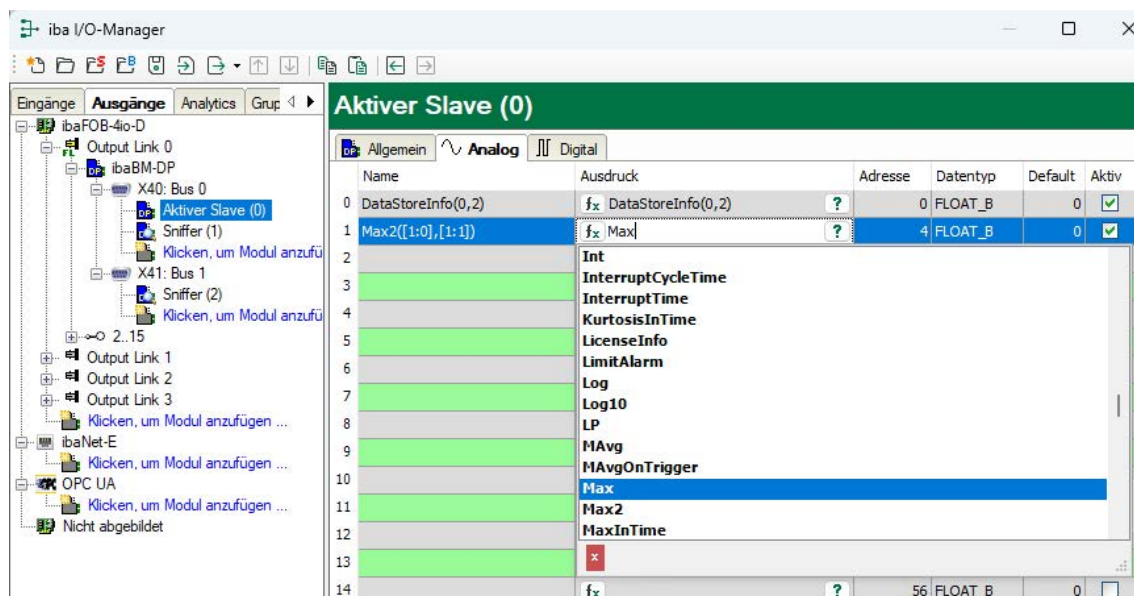 iba I/O-Manager
Eingänge Ausgänge Analytics Grup
ibaFOB-4io-D
Output Link 0
ibaBM-DP
X40: Bus 0
Aktiver Slave (0)
Sniffer (1)
Klicken, um Modul anzufü
X41: Bus 1
Sniffer (2)
Klicken, um Modul anzufü
2..15
Output Link 1
Output Link 2
Output Link 3
Klicken, um Modul anzufügen ...
ibaNet-E
Klicken, um Modul anzufügen ...
OPC UA
Klicken, um Modul anzufügen ...
Nicht abgebildet
Aktiver Slave (0)
Allgemein Analog Digital
Name Ausdruck Adresse Datentyp Default Aktiv
0 DataStoreInfo(0,2) fx DataStoreInfo(0,2) ? 0 FLOAT_B 0
1 Max2([1:0],[1:1]) fx Max ? 4 FLOAT_B 0
2
3
4
5
6
7
8
9
10
11
12
13
Int
InterruptCycleTime
InterruptTime
KurtosisInTime
LicenseInfo
LimitAlarm
Log
Log10
LP
MAvg
MAvgOnTrigger
Max
Max2
MaxInTime
x
14 fx ? 56 FLOAT_B 0